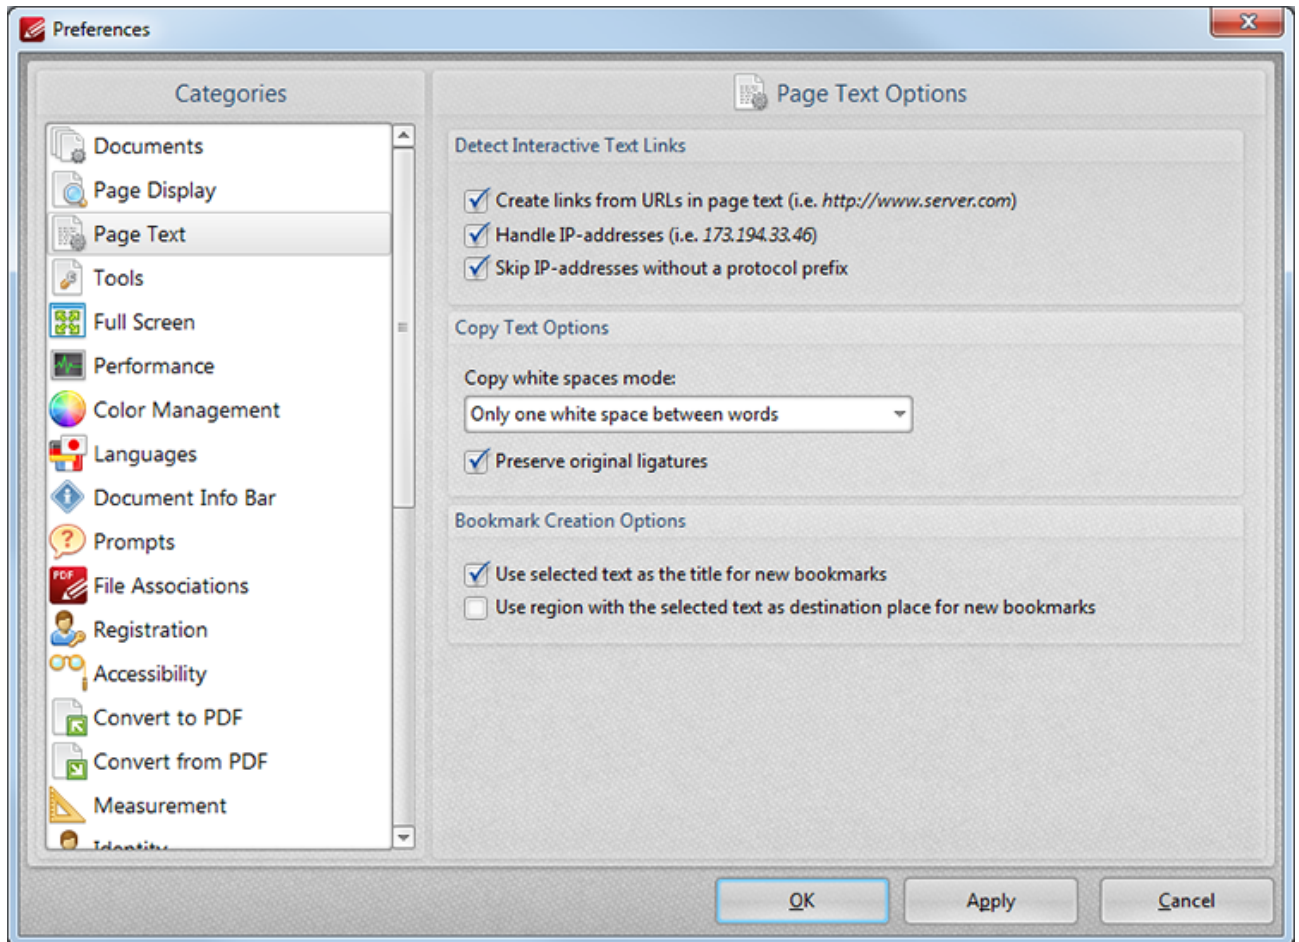 Preferences
Categories
Documents
Page Display
Page Text
Tools
Full Screen
Performance
Color Management
Languages
Document Info Bar
Prompts
PDF
File Associations
Registration
Accessibility
Convert to PDF
Convert from PDF
Measurement
Identity
Page Text Options
Detect Interactive Text Links
Create links from URLs in page text (i.e. http://www.server.com)
Handle IP-addresses (i.e. 173.194.33.46)
Skip IP-addresses without a protocol prefix
Copy Text Options
Copy white spaces mode:
Only one white space between words
Preserve original ligatures
Bookmark Creation Options
Use selected text as the title for new bookmarks
Use region with the selected text as destination place for new bookmarks
OK
Apply
Cancel